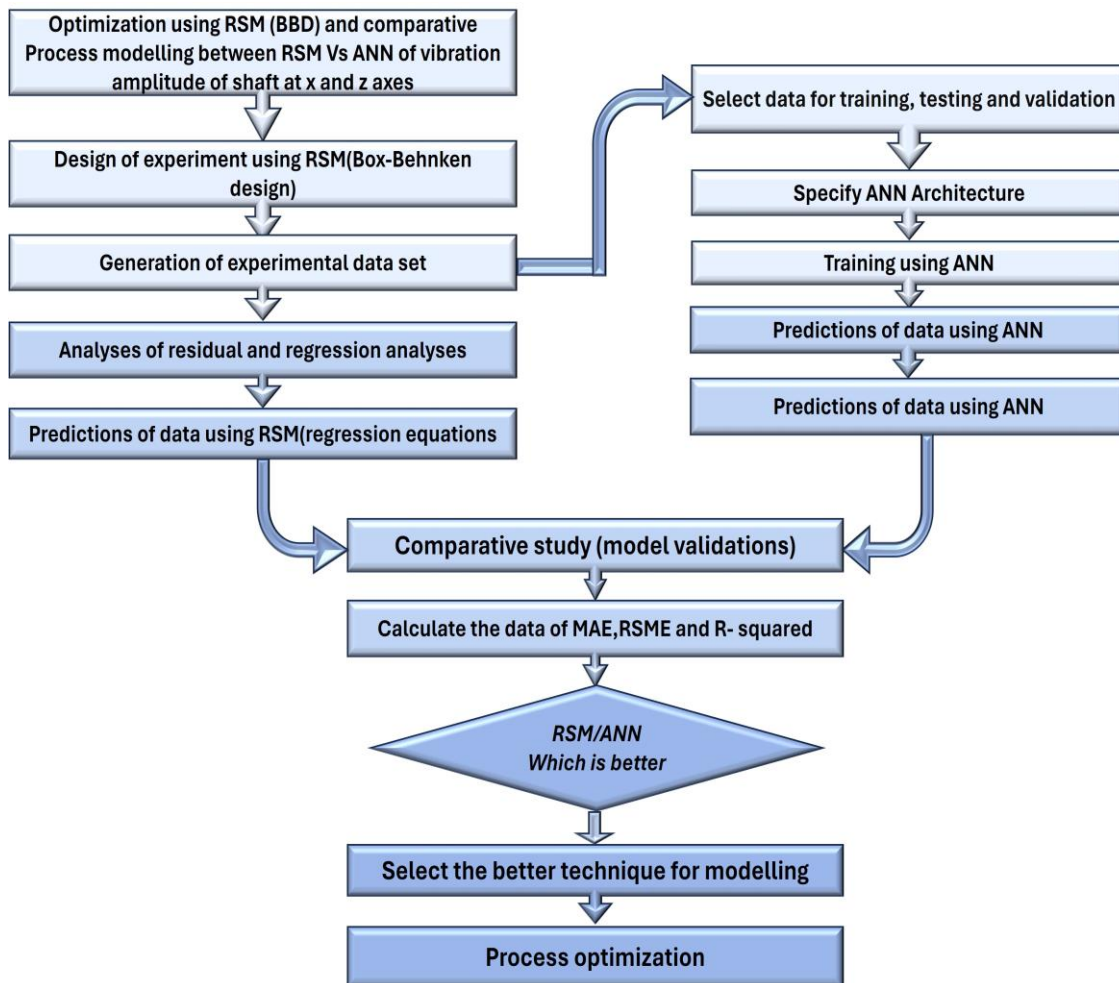 Optimization using RSM (BBD) and comparative
Process modelling between RSM Vs ANN of vibration
amplitude of shaft at x and z axes
Design of experiment using RSM(Box-Behnken
design)
Generation of experimental data set
Analyses of residual and regression analyses
Predictions of data using RSM(regression equations
Select data for training, testing and validation
Specify ANN Architecture
Training using ANN
Predictions of data using ANN
Predictions of data using ANN
Comparative study (model validations)
Calculate the data of MAE,RSME and R- squared
RSM/ANN
Which is better
Select the better technique for modelling
Process optimization